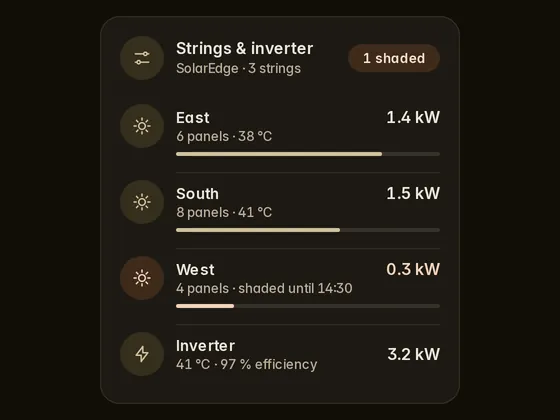 Strings & inverter
SolarEdge · 3 strings
1 shaded
East
1.4 kW
6 panels · 38 °C
South
1.5 kW
8 panels · 41 °C
West
0.3 kW
4 panels · shaded until 14:30
Inverter
3.2 kW
41 °C · 97 % efficiency